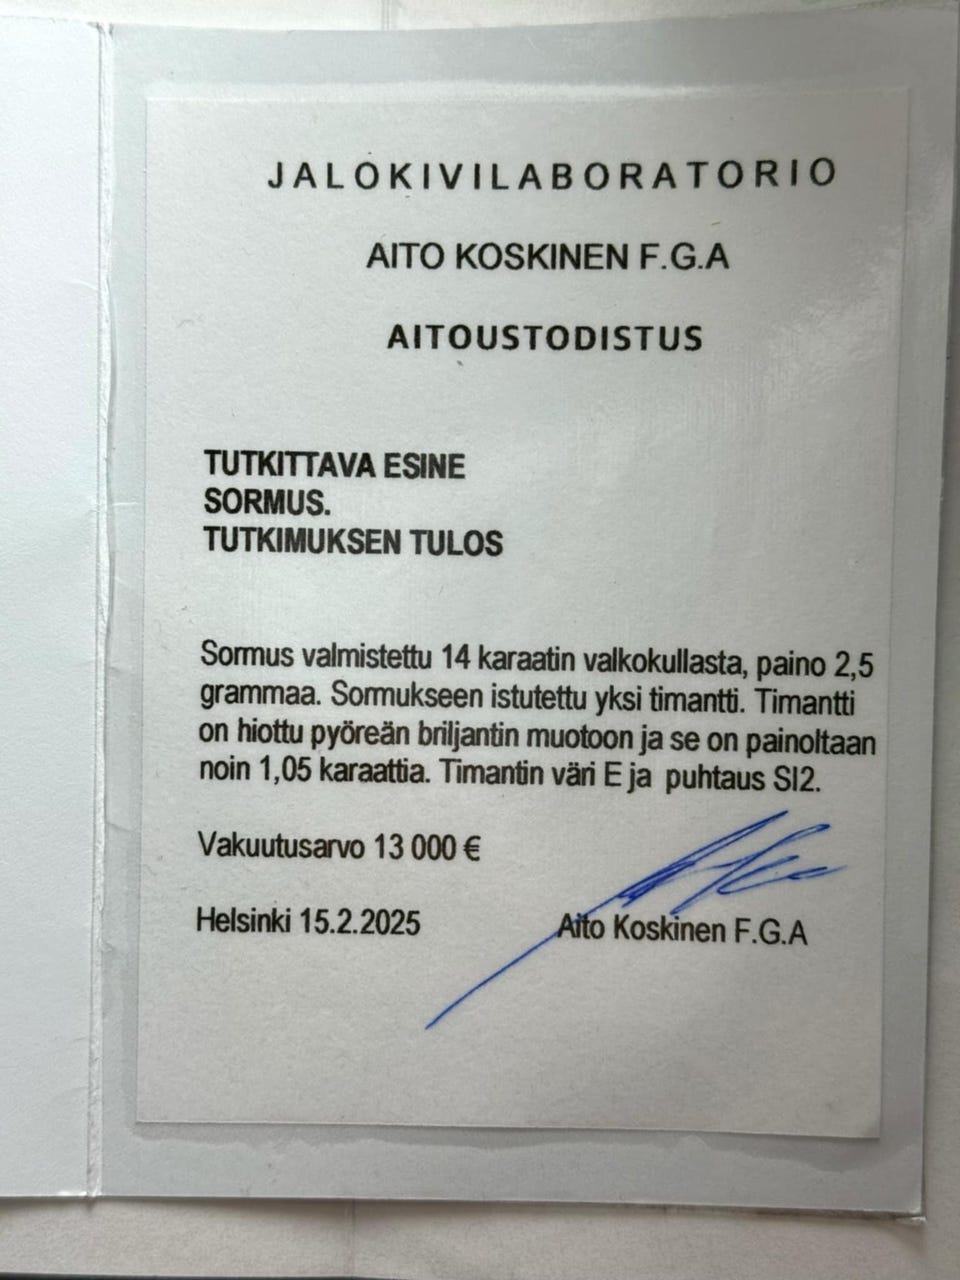 JALOKIVILABORATORIO
AITO KOSKINEN F.G.A
AITOUSTODISTUS
TUTKITTAVA ESINE
SORMUS.
TUTKIMUKSEN TULOS
Sormus valmistettu 14 karaatin valkokullasta, paino 2,5
grammaa. Sormukseen istutettu yksi timantti. Timantti
on hiottu pyöreän briljantin muotoon ja se on painoltaan
noin 1,05 karaattia. Timantin väri E ja puhtaus SI2.
Vakuutusarvo 13 000 €
Helsinki 15.2.2025 Aito Koskinen F.G.A